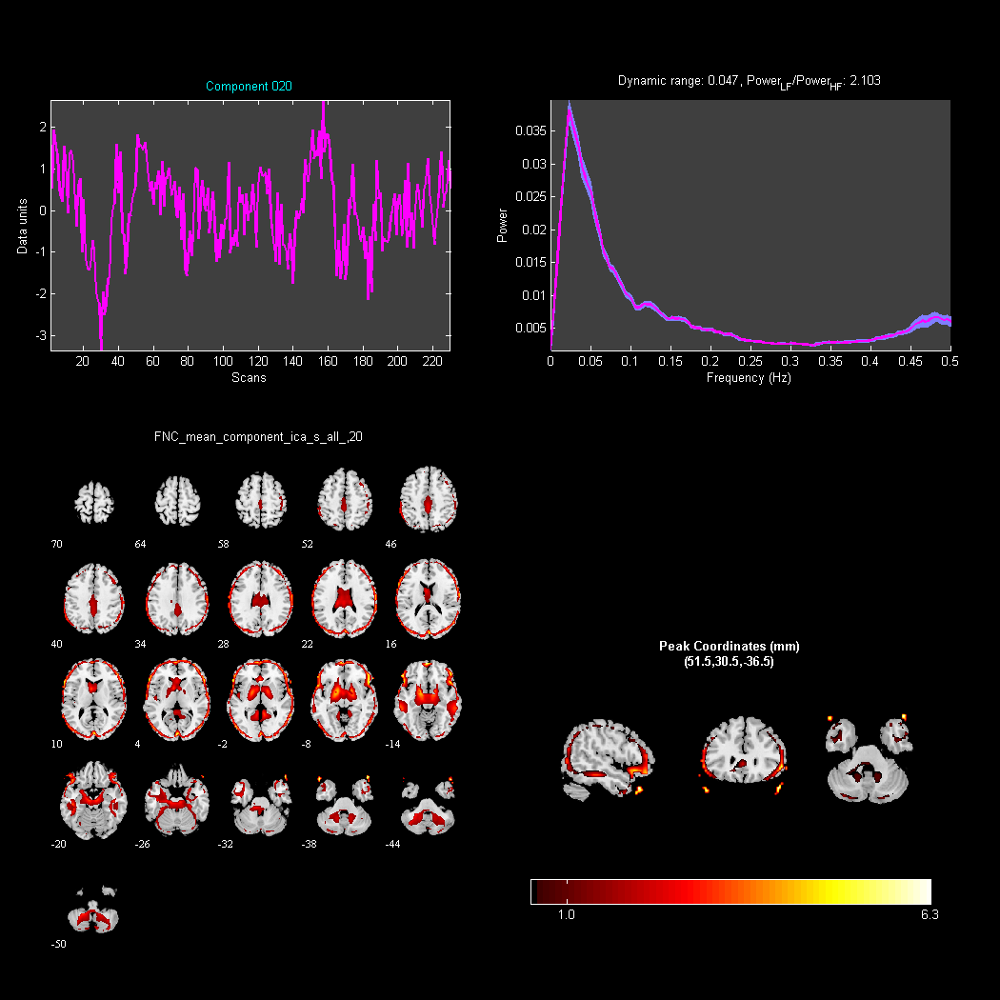 Component 020
Data units
2
1
0
-1
-2
-3
20 40 60 80 100 120 140 160 180 200 220
Scans
Dynamic range: 0.047, PowerLF/PowerHF: 2.103
Power
0.035
0.03
0.025
0.02
0.015
0.01
0.005
0 0.05 0.1 0.15 0.2 0.25 0.3 0.35 0.4 0.45 0.5
Frequency (Hz)
FNC_mean_component_ica_s_all_,20
70 64 58 52 46
40 34 28 22 16
10 4 -2 -8 -14
-20 -26 -32 -38 -44
-50
Peak Coordinates (mm)
(51.5,30.5,-36.5)
1.0 6.3